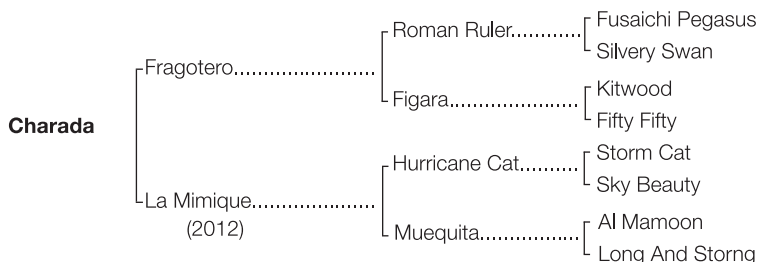 Charada
Fragotero
La Mimique
(2012)
Roman Ruler
Figara
Hurricane Cat
Muequita
Fusaichi Pegasus
Silvery Swan
Kitwood
Fifty Fifty
Storm Cat
Sky Beauty
Al Mamoon
Long And Storng